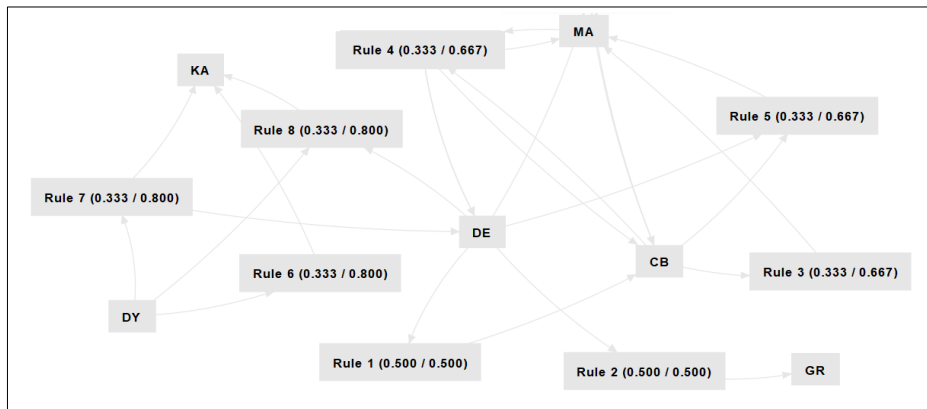 MA
Rule 4 (0.333 / 0.667)
KA
Rule 5 (0.333 / 0.667)
Rule 8 (0.333 / 0.800)
Rule 7 (0.333 / 0.800)
DE
CB
Rule 6 (0.333 / 0.800)
Rule 3 (0.333 / 0.667)
DY
Rule 1 (0.500 / 0.500)
Rule 2 (0.500 / 0.500)
GR